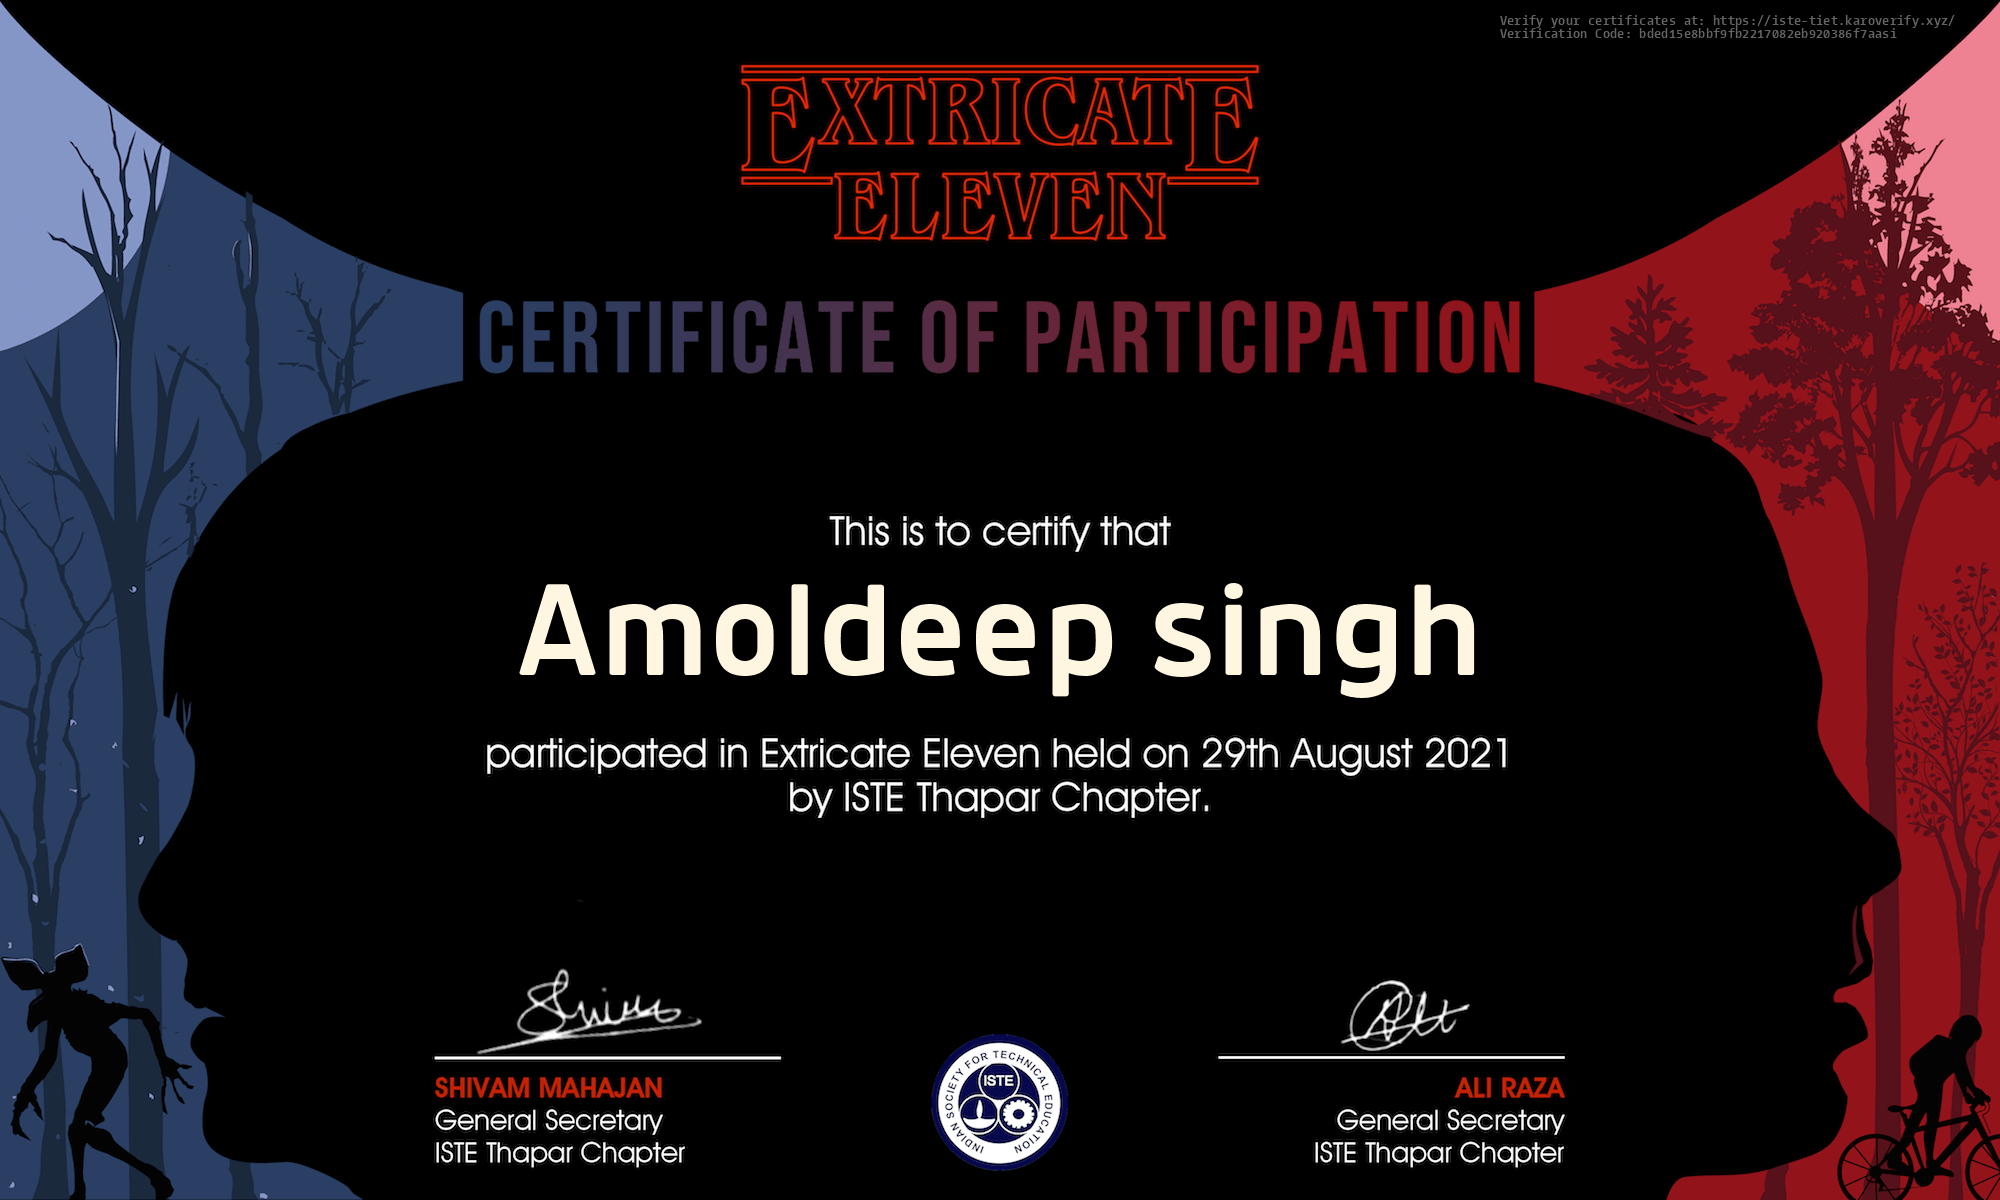 Verify your certificates at: https://iste-tiet.karoverify.xyz/
Verification Code: bded15e8bbf9fb2217082eb920386f7aasi
EXTRICATE
ELEVEN
CERTIFICATE OF PARTICIPATION
This is to certify that
Amoldeep singh
participated in Extricate Eleven held on 29th August 2021
by ISTE Thapar Chapter.
SHIVAM MAHAJAN
General Secretary
ISTE Thapar Chapter
INDIAN SOCIETY FOR TECHNICAL EDUCATION
ISTE
ALI RAZA
General Secretary
ISTE Thapar Chapter